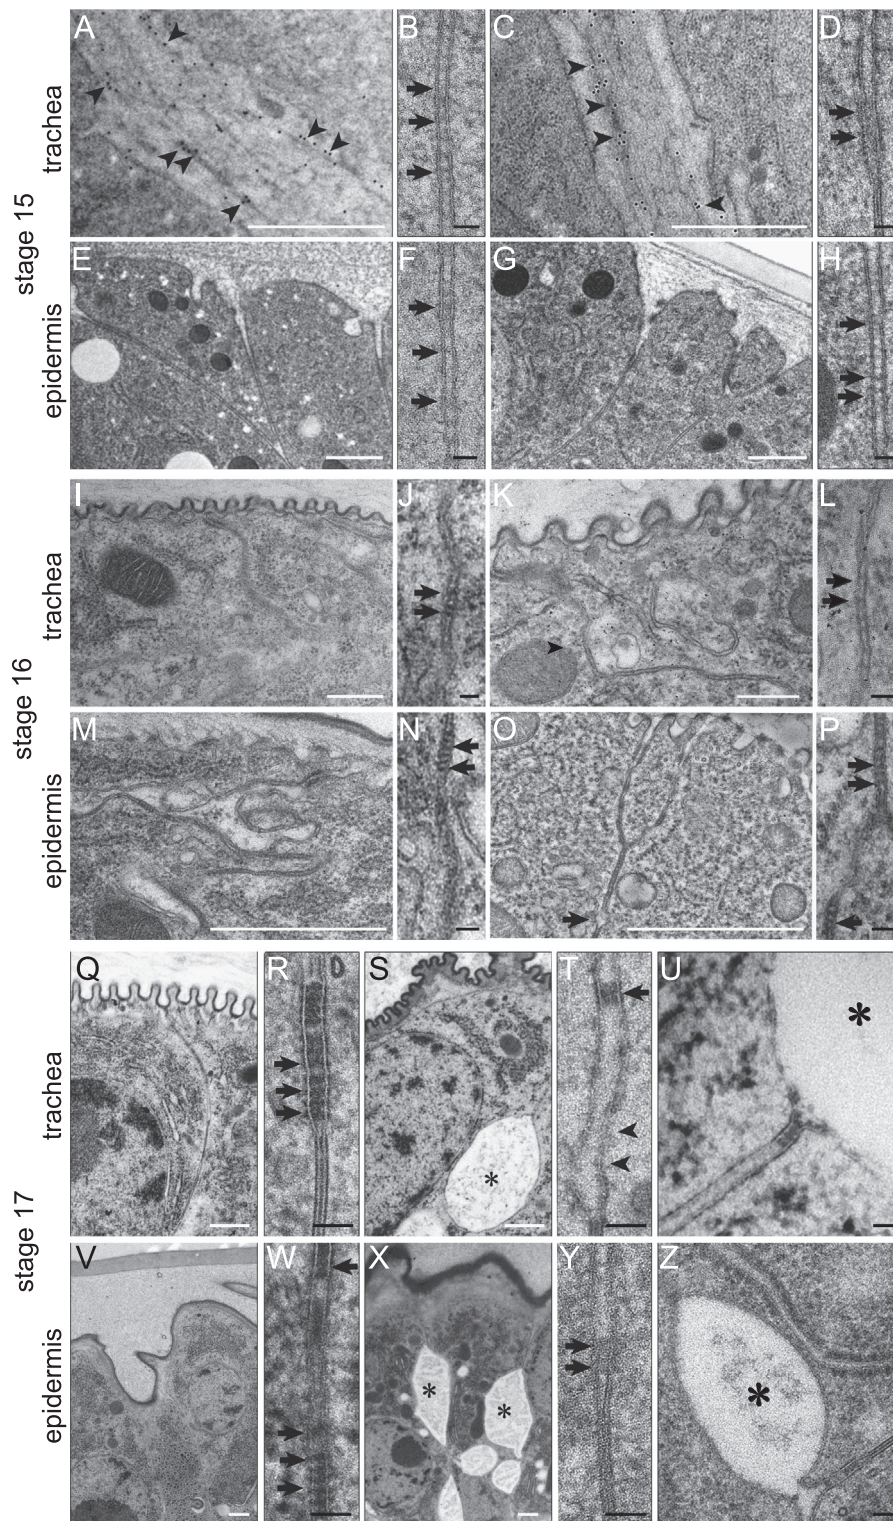 A B C D
trachea
stage 15
E F G H
epidermis
I J K L
trachea
stage 16
M N O P
epidermis
Q R S T U
*
trachea
*
stage 17
V W X Y Z
epidermis
* * *